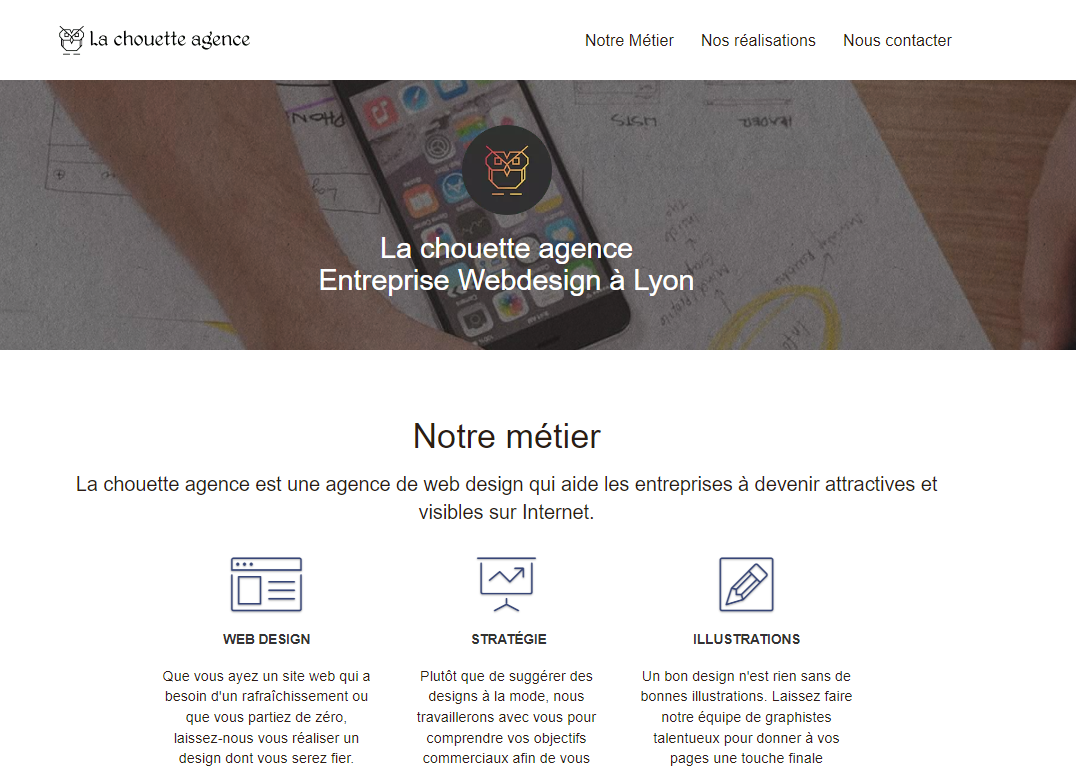 La chouette agence
Notre Métier Nos réalisations Nous contacter
LISTS
HEADER
La chouette agence
Entreprise Webdesign à Lyon
Notre métier
La chouette agence est une agence de web design qui aide les entreprises à devenir attractives et
visibles sur Internet.
WEB DESIGN
Que vous ayez un site web qui a
besoin d'un rafraîchissement ou
que vous partiez de zéro,
laissez-nous vous réaliser un
design dont vous serez fier.
STRATÉGIE
Plutôt que de suggérer des
designs à la mode, nous
travaillerons avec vous pour
comprendre vos objectifs
commerciaux afin de vous
ILLUSTRATIONS
Un bon design n'est rien sans de
bonnes illustrations. Laissez faire
notre équipe de graphistes
talentueux pour donner à vos
pages une touche finale